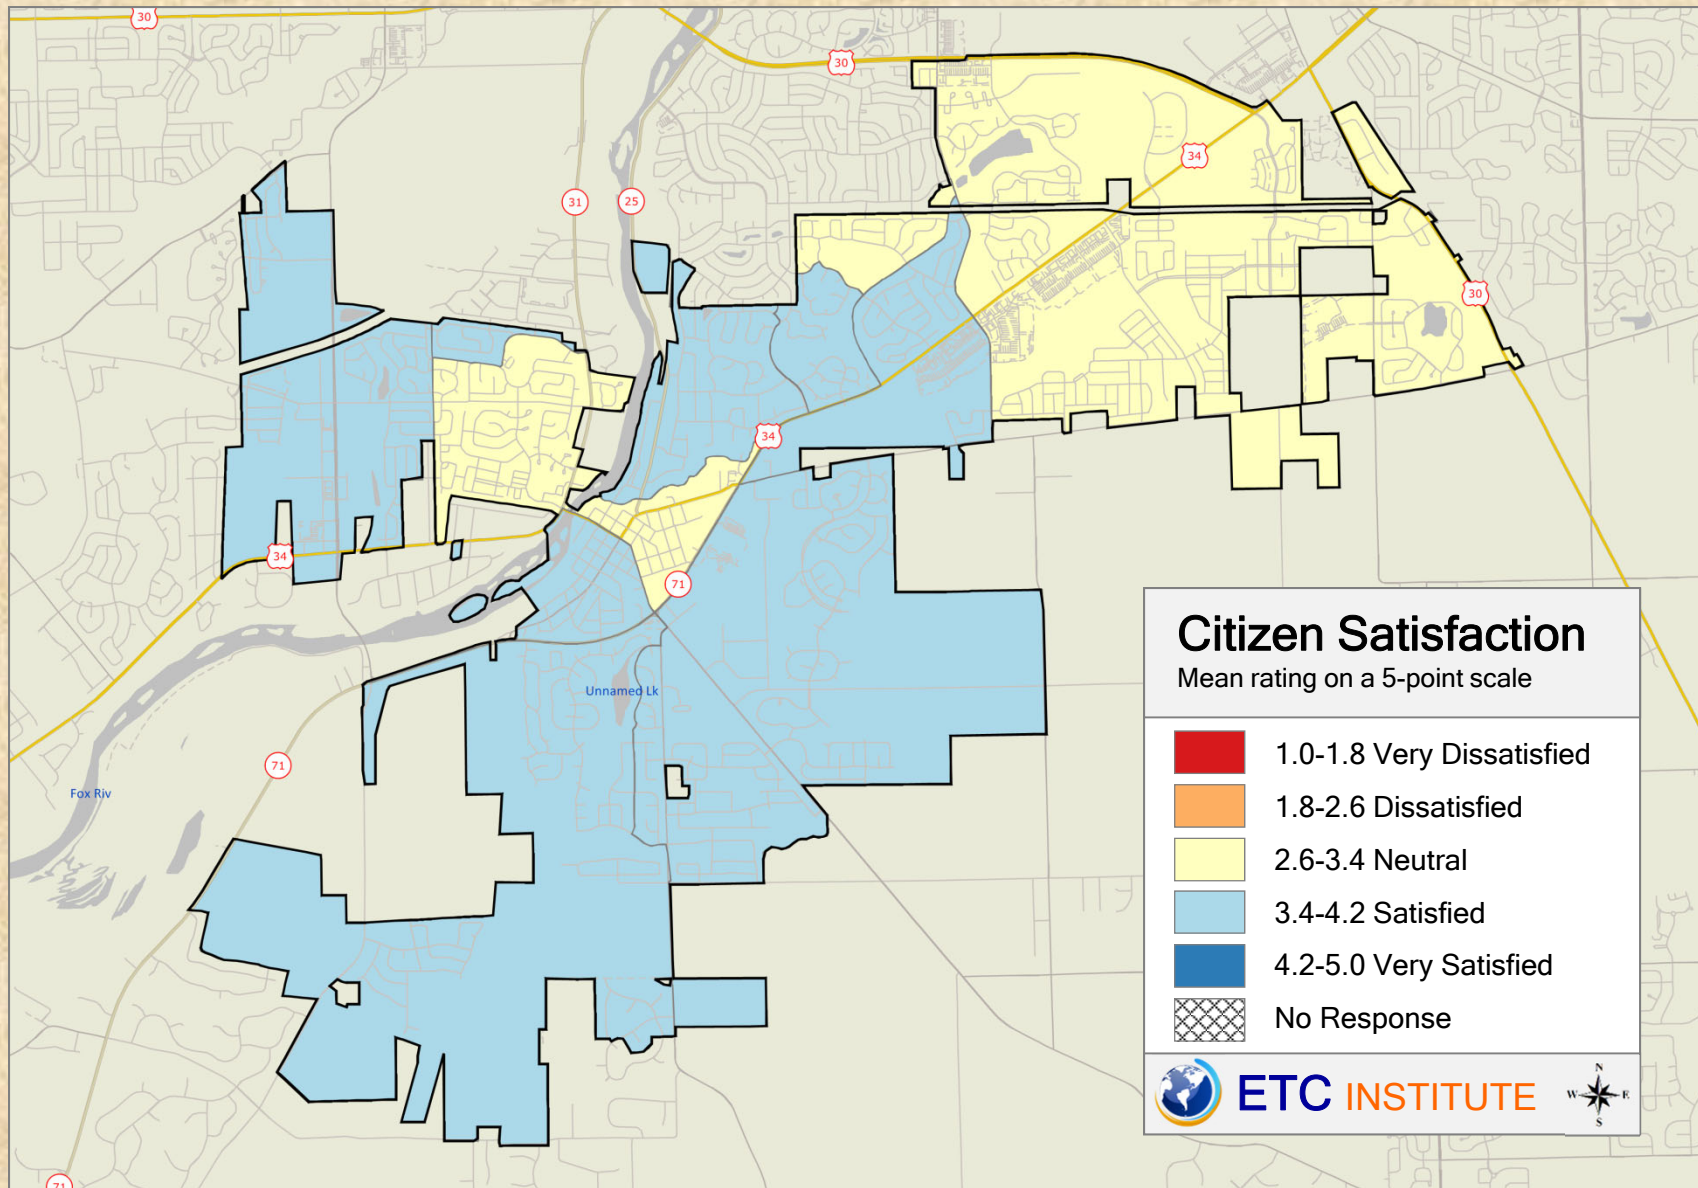 30
30
34
31
25
30
34
34
71
Unnamed Lk
71
Fox Riv
71
Citizen Satisfaction
Mean rating on a 5-point scale
1.0-1.8 Very Dissatisfied
1.8-2.6 Dissatisfied
2.6-3.4 Neutral
3.4-4.2 Satisfied
4.2-5.0 Very Satisfied
No Response
ETC INSTITUTE
N
W E
S